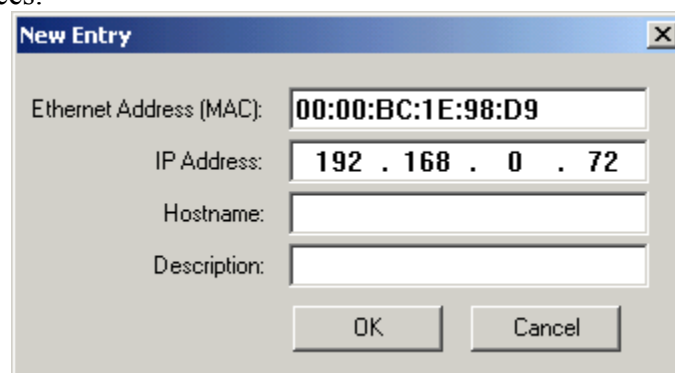 New Entry
Ethernet Address (MAC): 00:00:BC:1E:98:D9
IP Address: 192 . 168 . 0 . 72
Hostname:
Description:
OK Cancel